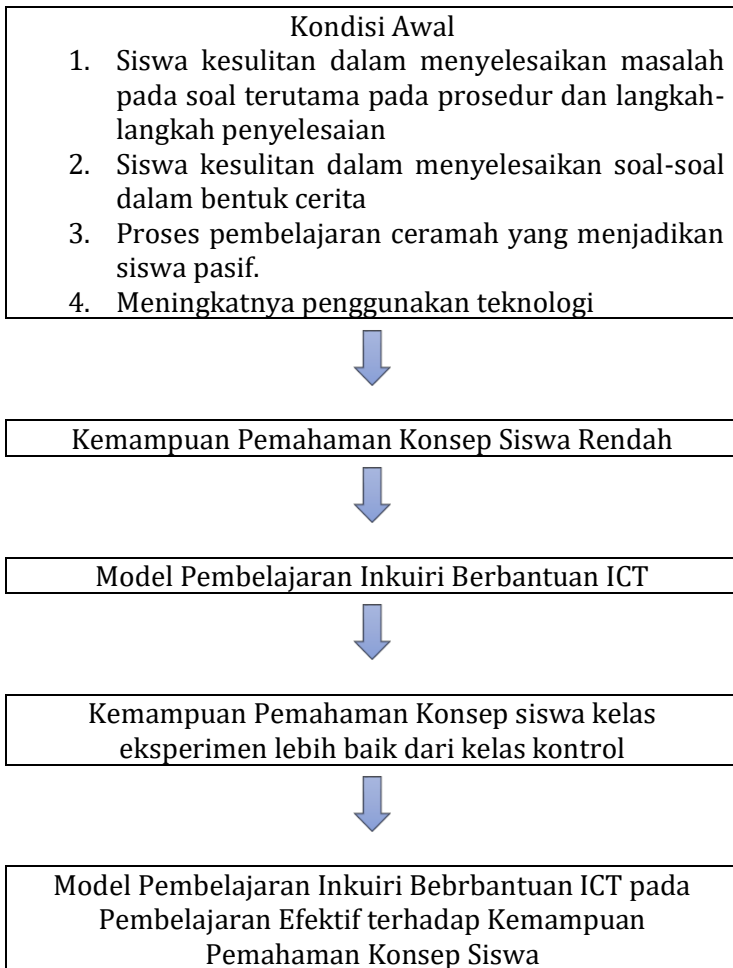 Kondisi Awal
1. Siswa kesulitan dalam menyelesaikan masalah
pada soal terutama pada prosedur dan langkah-
langkah penyelesaian
2. Siswa kesulitan dalam menyelesaikan soal-soal
dalam bentuk cerita
3. Proses pembelajaran ceramah yang menjadikan
siswa pasif.
4. Meningkatnya penggunakan teknologi
Kemampuan Pemahaman Konsep Siswa Rendah
Model Pembelajaran Inkuiri Berbantuan ICT
Kemampuan Pemahaman Konsep siswa kelas
eksperimen lebih baik dari kelas kontrol
Model Pembelajaran Inkuiri Bebrbantuan ICT pada
Pembelajaran Efektif terhadap Kemampuan
Pemahaman Konsep Siswa